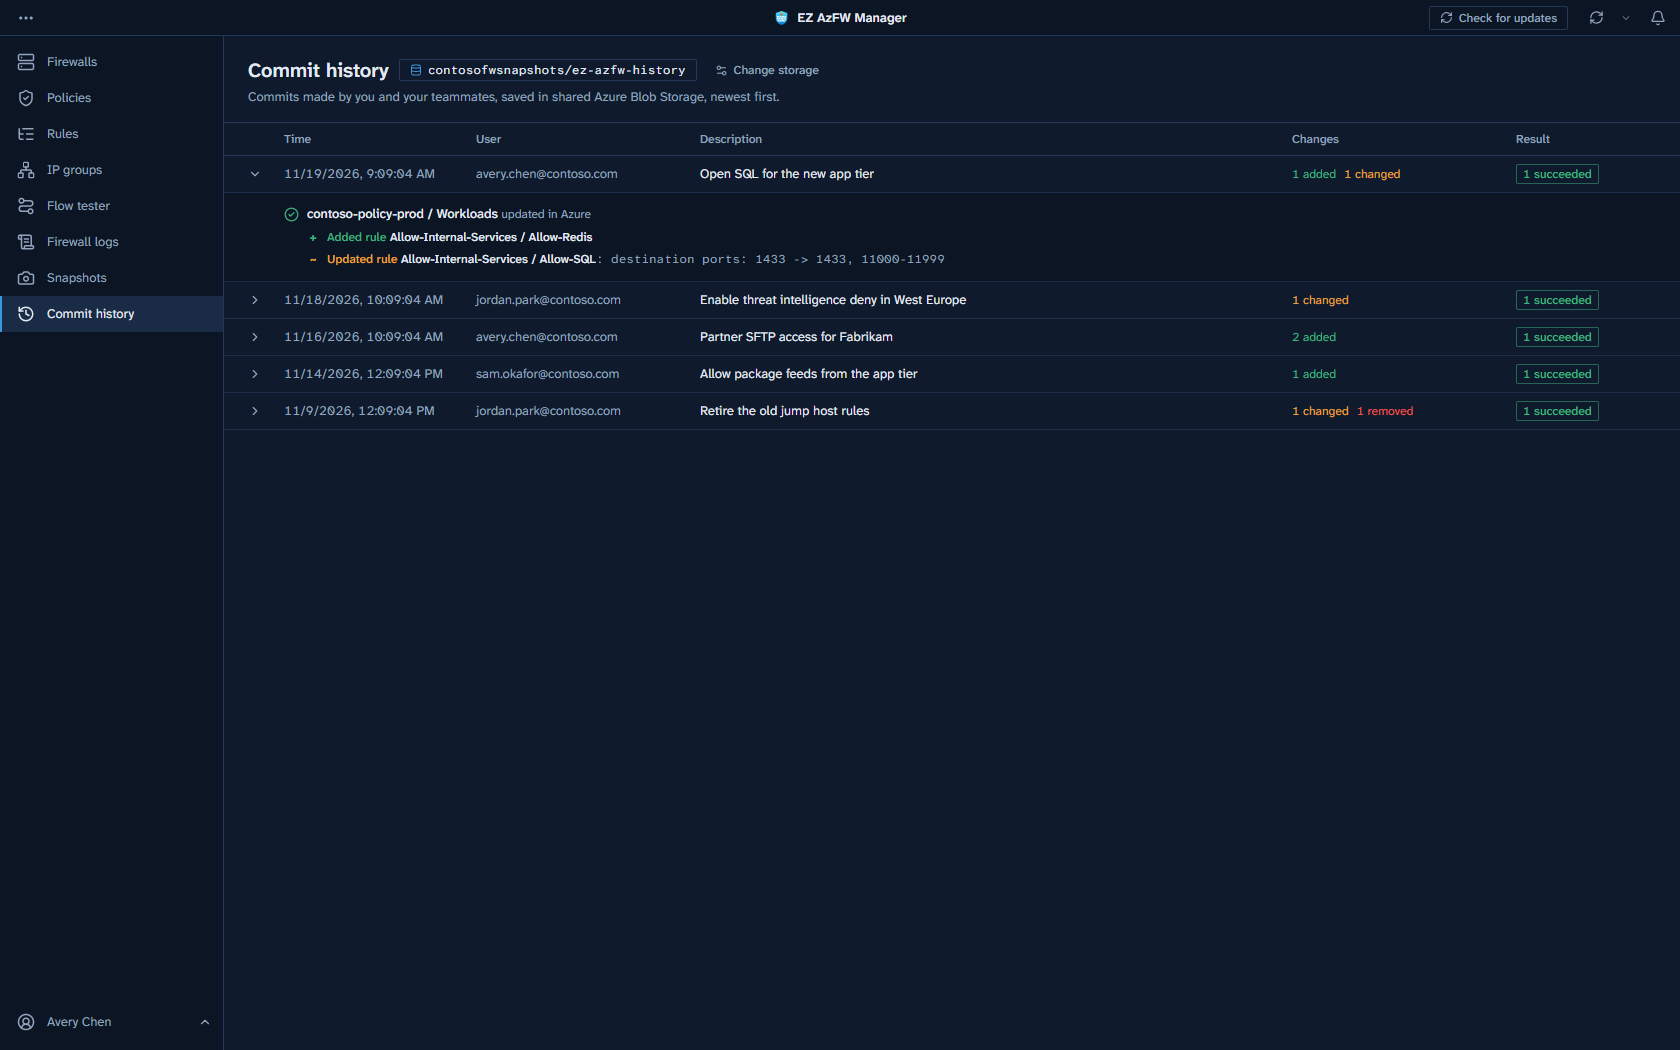 EZ AzFW Manager
Check for updates
Firewalls
Policies
Rules
IP groups
Flow tester
Firewall logs
Snapshots
Commit history
Avery Chen
Commit history contosofwsnapshots/ez-azfw-history Change storage
Commits made by you and your teammates, saved in shared Azure Blob Storage, newest first.
Time User Description Changes Result
11/19/2026, 9:09:04 AM avery.chen@contoso.com Open SQL for the new app tier 1 added 1 changed 1 succeeded
contoso-policy-prod / Workloads updated in Azure
+ Added rule Allow-Internal-Services / Allow-Redis
~ Updated rule Allow-Internal-Services / Allow-SQL: destination ports: 1433 -> 1433, 11000-11999
11/18/2026, 10:09:04 AM jordan.park@contoso.com Enable threat intelligence deny in West Europe 1 changed 1 succeeded
11/16/2026, 10:09:04 AM avery.chen@contoso.com Partner SFTP access for Fabrikam 2 added 1 succeeded
11/14/2026, 12:09:04 PM sam.okafor@contoso.com Allow package feeds from the app tier 1 added 1 succeeded
11/9/2026, 12:09:04 PM jordan.park@contoso.com Retire the old jump host rules 1 changed 1 removed 1 succeeded